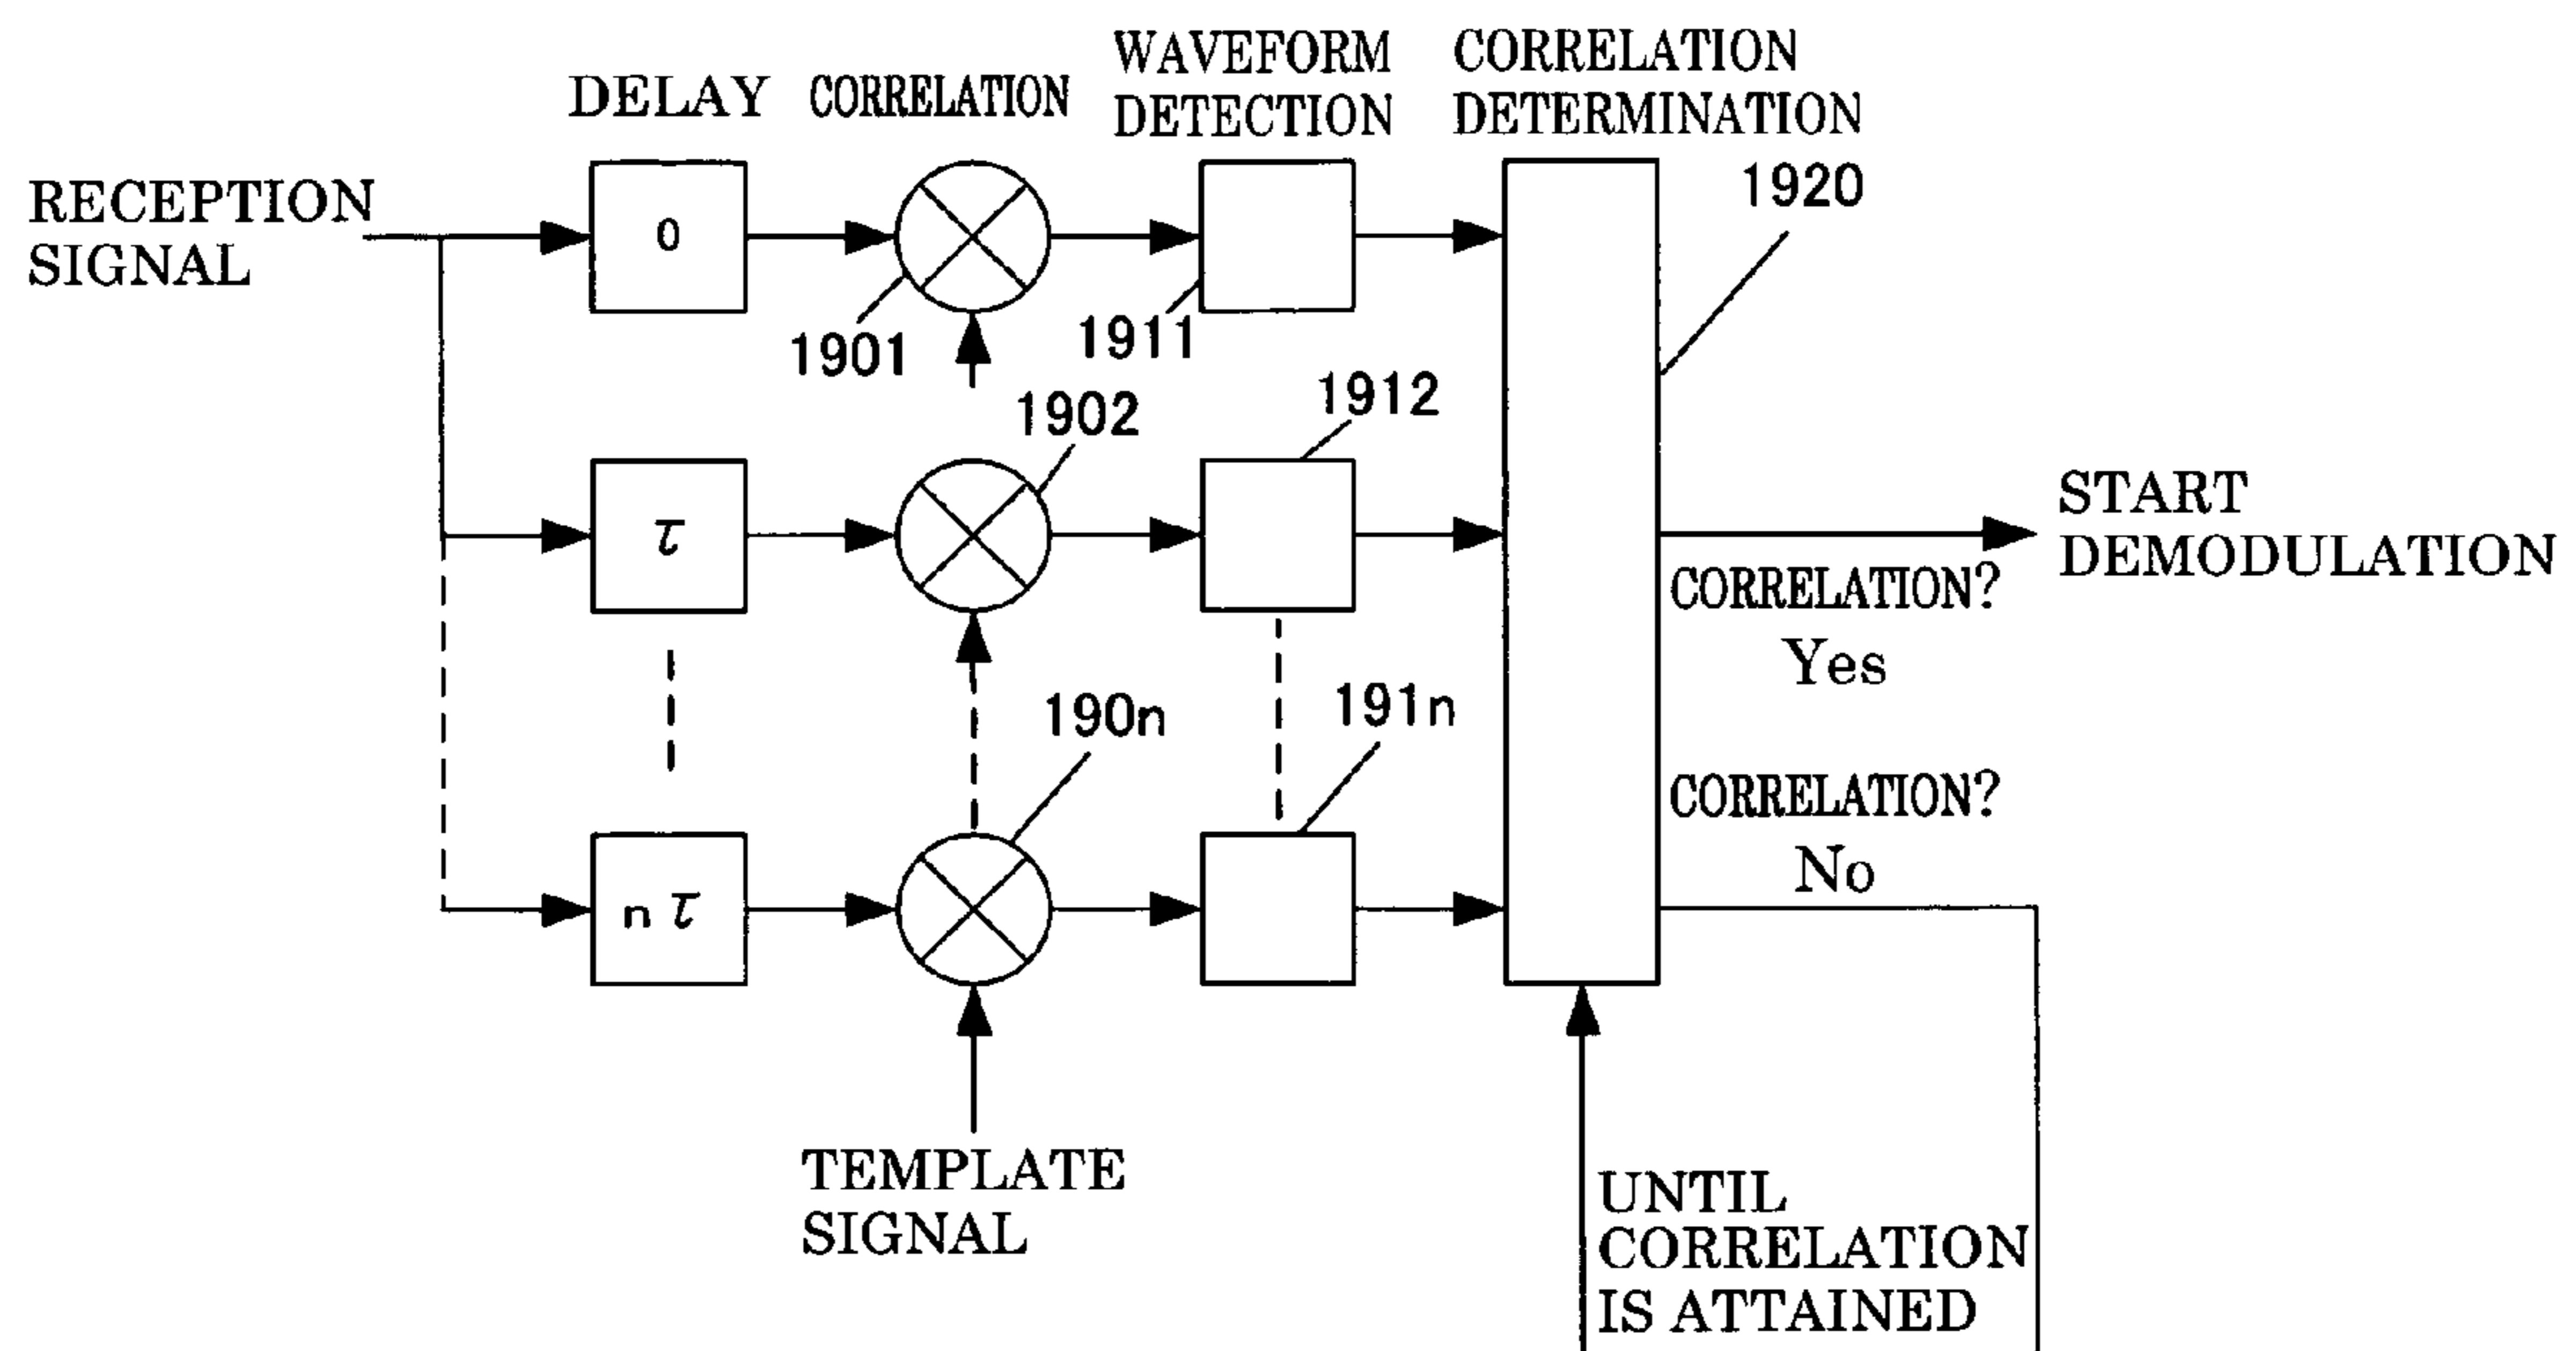 DELAY
CORRELATION
WAVEFORM
DETECTION
CORRELATION
DETERMINATION
RECEPTION
SIGNAL
0
1901
1911
1920
1902
1912
τ
START
DEMODULATION
CORRELATION?
Yes
190n
191n
CORRELATION?
No
n τ
TEMPLATE
SIGNAL
UNTIL
CORRELATION
IS ATTAINED